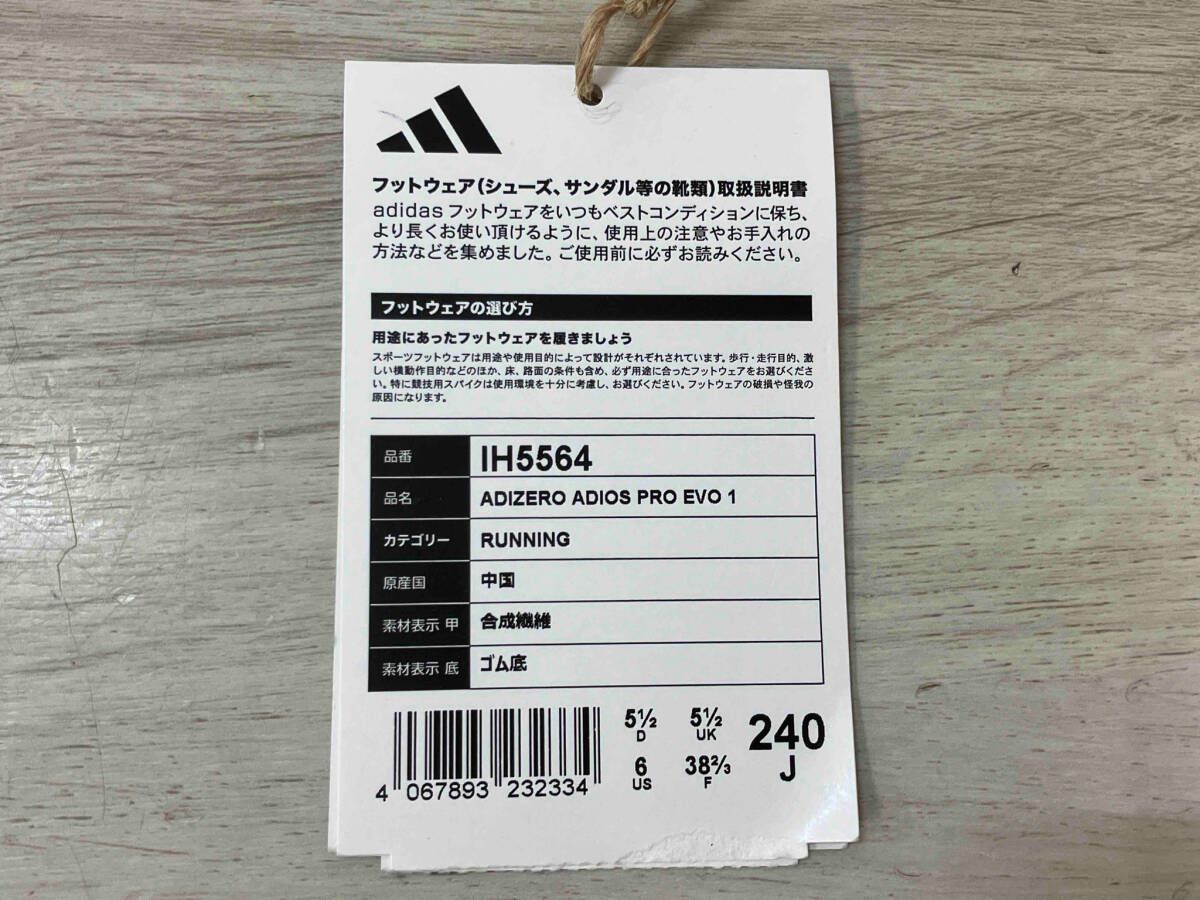 フットウェア(シューズ、サンダル等の靴類)取扱説明書
adidas フットウェアをいつもベストコンディションに保ち、
より長くお使い頂けるように、使用上の注意やお手入れの
方法などを集めました。ご使用前に必ずお読みください。
フットウェアの選び方
用途にあったフットウェアを履きましょう
スポーツフットウェアは用途や使用目的によって設計がそれぞれされています。歩行・走行目的、激
しい横動作目的などのほか、床、路面の条件も含め、必ず用途に合ったフットウェアをお選びくださ
い。特に競技用スパイクは使用環境を十分に考慮し、お選びください。フットウェアの破損や怪我の
原因になります。
品番 IH5564
品名 ADIZERO ADIOS PRO EVO 1
カテゴリー RUNNING
原産国 中国
素材表示 甲 合成繊維
素材表示 底 ゴム底
5½ 5½ 240
D UK J
6 38⅔
US F
4 067893 232334